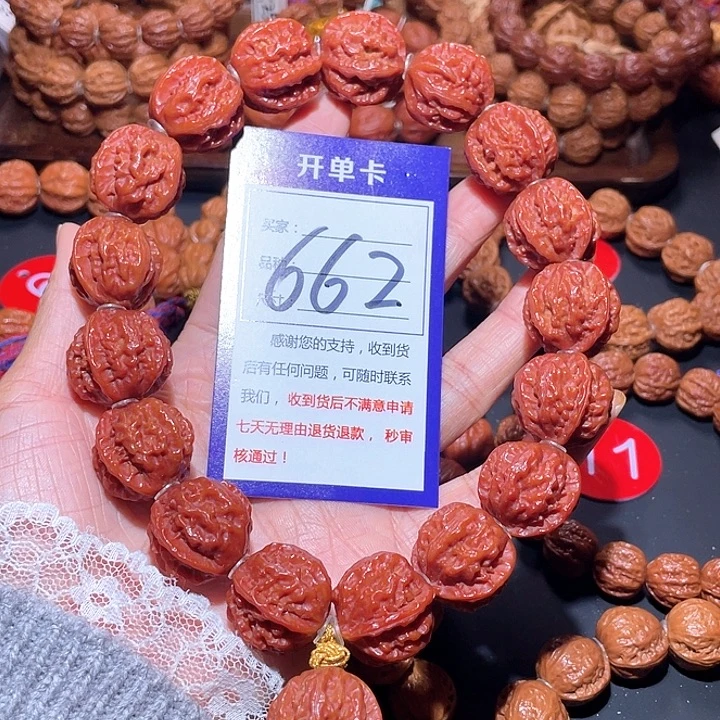 开单卡
买家：
品种：
尺寸：
662
感谢您的支持，收到货
后有任何问题，可随时联系
我们，收到货后不满意申请
七天无理由退货退款，秒审
核通过！
11